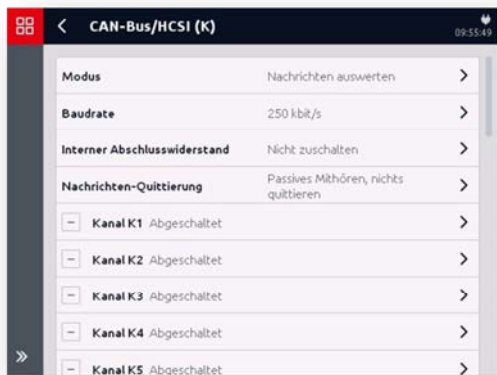 CAN-Bus/HCSI (K)
09:55:49
Modus Nachrichten auswerten
Baudrate 250 kbit/s
Interner Abschlusswiderstand Nicht zuschalten
Nachrichten-Quittierung Passives Mithören, nichts
quittieren
Kanal K1 Abgeschaltet
Kanal K2 Abgeschaltet
Kanal K3 Abgeschaltet
Kanal K4 Abgeschaltet
Kanal K5 Abgeschaltet